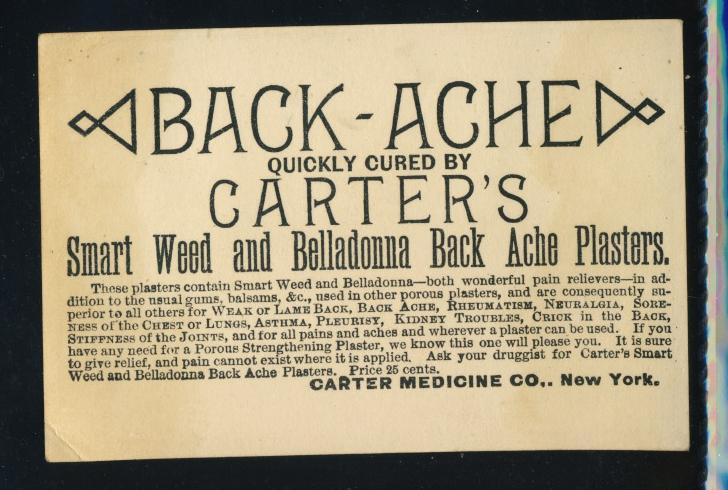 BACK-ACHE
QUICKLY CURED BY
CARTER'S
Smart Weed and Belladonna Back Ache Plasters.
These plasters contain Smart Weed and Belladonna—both wonderful pain relievers—in ad-
dition to the usual gums, balsams, &c., used in other porous plasters, and are consequently su-
perior to all others for WEAK or LAME BACK, BACK ACHE, RHEUMATISM, NEURALGIA, SORE-
NESS of the CHEST or LUNGS, ASTHMA, PLEURISY, KIDNEY TROUBLES, CRICK in the BACK,
STIFFNESS of the JOINTS, and for all pains and aches and wherever a plaster can be used. If you
have any need for a Porous Strengthening Plaster, we know this one will please you. It is sure
to give relief, and pain cannot exist where it is applied. Ask your druggist for Carter's Smart
Weed and Belladonna Back Ache Plasters. Price 25 cents.
CARTER MEDICINE CO,. New York.